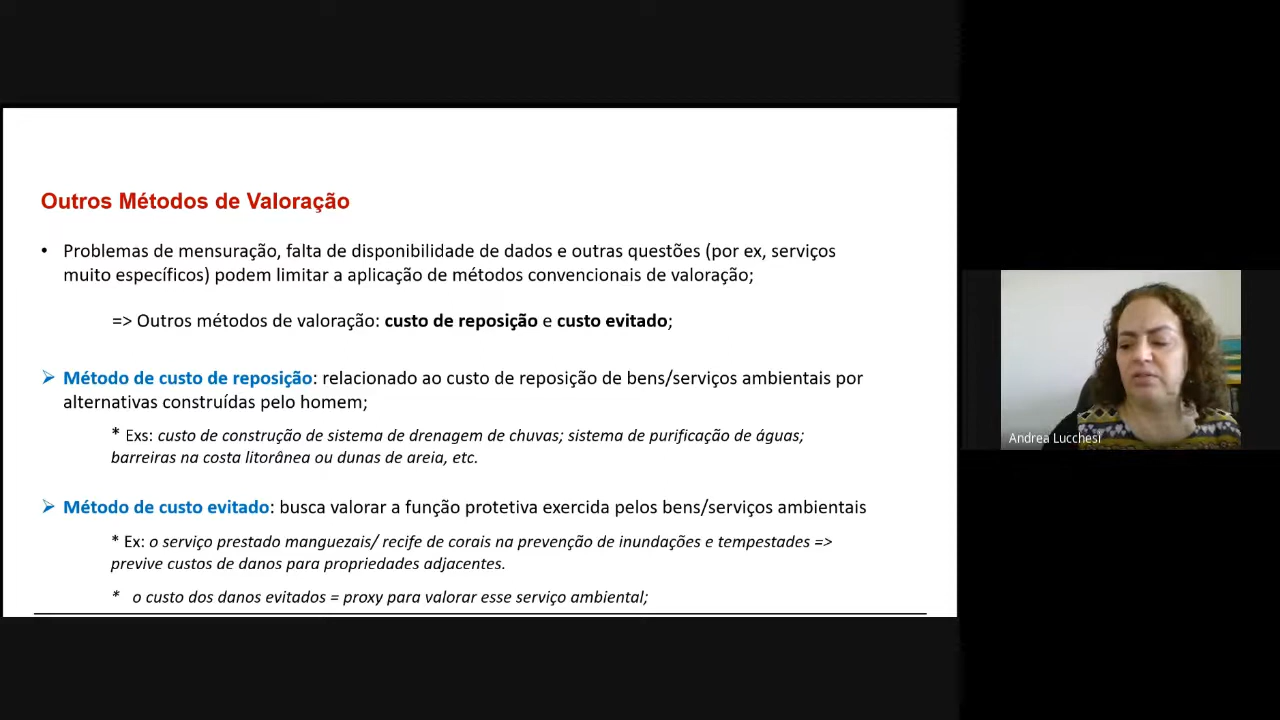 Outros Métodos de Valoração
• Problemas de mensuração, falta de disponibilidade de dados e outras questões (por ex, serviços
muito específicos) podem limitar a aplicação de métodos convencionais de valoração;
=> Outros métodos de valoração: custo de reposição e custo evitado;
➢ Método de custo de reposição: relacionado ao custo de reposição de bens/serviços ambientais por
alternativas construídas pelo homem;
* Exs: custo de construção de sistema de drenagem de chuvas; sistema de purificação de águas;
barreiras na costa litorânea ou dunas de areia, etc.
➢ Método de custo evitado: busca valorar a função protetiva exercida pelos bens/serviços ambientais
* Ex: o serviço prestado manguezais/ recife de corais na prevenção de inundações e tempestades =>
previve custos de danos para propriedades adjacentes.
* o custo dos danos evitados = proxy para valorar esse serviço ambiental;
Andrea Lucchesi